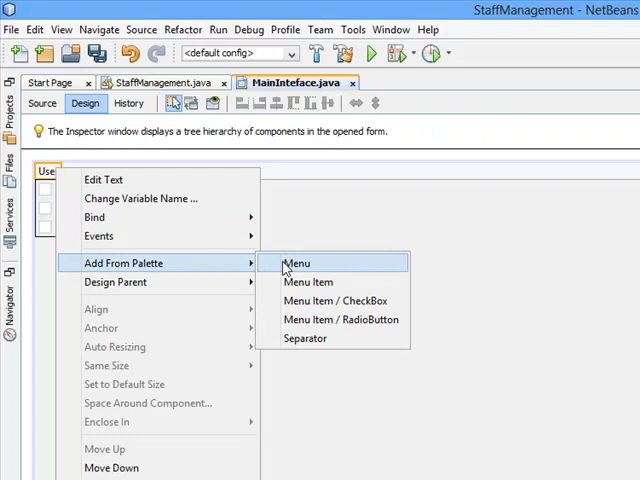 StaffManagement - NetBeans
File Edit View Navigate Source Refactor Run Debug Profile Team Tools Window Help
<default config>
Start Page StaffManagement.java MainInteface.java
Source Design History
The Inspector window displays a tree hierarchy of components in the opened form.
Projects
Files
Services
Navigator
Use
Edit Text
Change Variable Name ...
Bind
Events
Add From Palette
Design Parent
Align
Anchor
Auto Resizing
Same Size
Set to Default Size
Space Around Component...
Enclose In
Move Up
Move Down
Menu
Menu Item
Menu Item / CheckBox
Menu Item / RadioButton
Separator